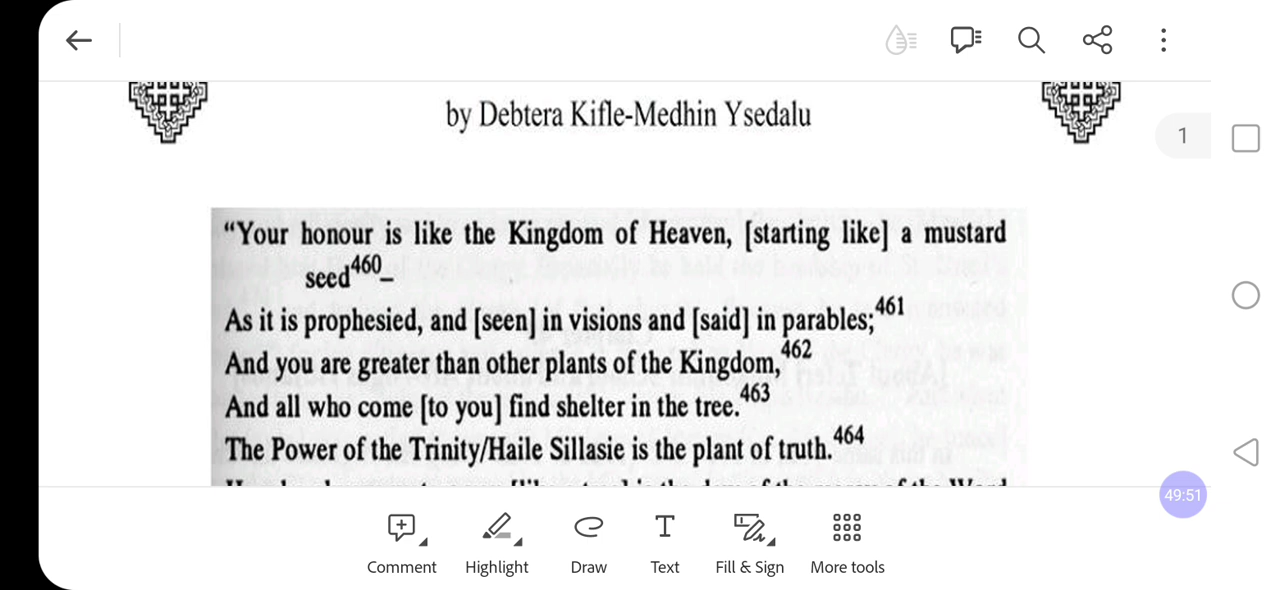 by Debtera Kifle-Medhin Ysedalu
1
“Your honour is like the Kingdom of Heaven, [starting like] a mustard
seed460–
As it is prophesied, and [seen] in visions and [said] in parables;461
And you are greater than other plants of the Kingdom,462
And all who come [to you] find shelter in the tree.463
The Power of the Trinity/Haile Sillasie is the plant of truth.464
49:51
Comment Highlight Draw Text Fill & Sign More tools